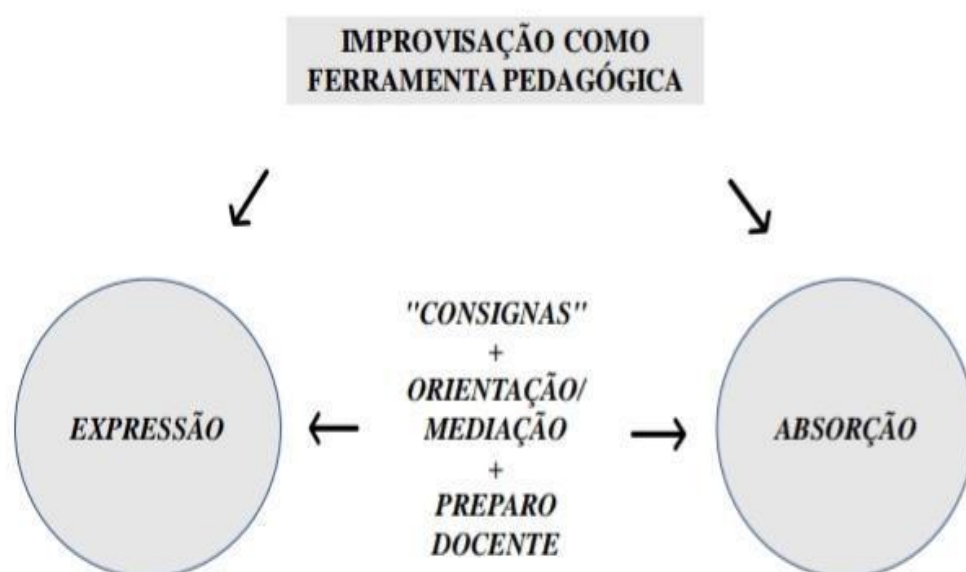 IMPROVISAÇÃO COMO
FERRAMENTA PEDAGÓGICA
EXPRESSÃO
"CONSIGNAS"
+
ORIENTAÇÃO/
MEDIAÇÃO
+
PREPARO
DOCENTE
ABSORÇÃO